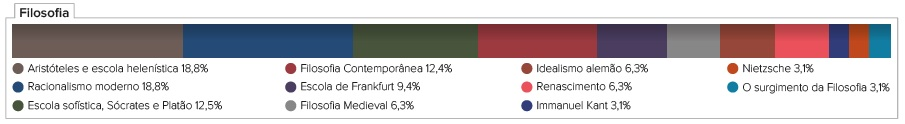 Filosofia
Aristóteles e escola helenística 18,8%
Racionalismo moderno 18,8%
Escola sofística, Sócrates e Platão 12,5%
Filosofia Contemporânea 12,4%
Escola de Frankfurt 9,4%
Filosofia Medieval 6,3%
Idealismo alemão 6,3%
Renascimento 6,3%
Immanuel Kant 3,1%
Nietzsche 3,1%
O surgimento da Filosofia 3,1%